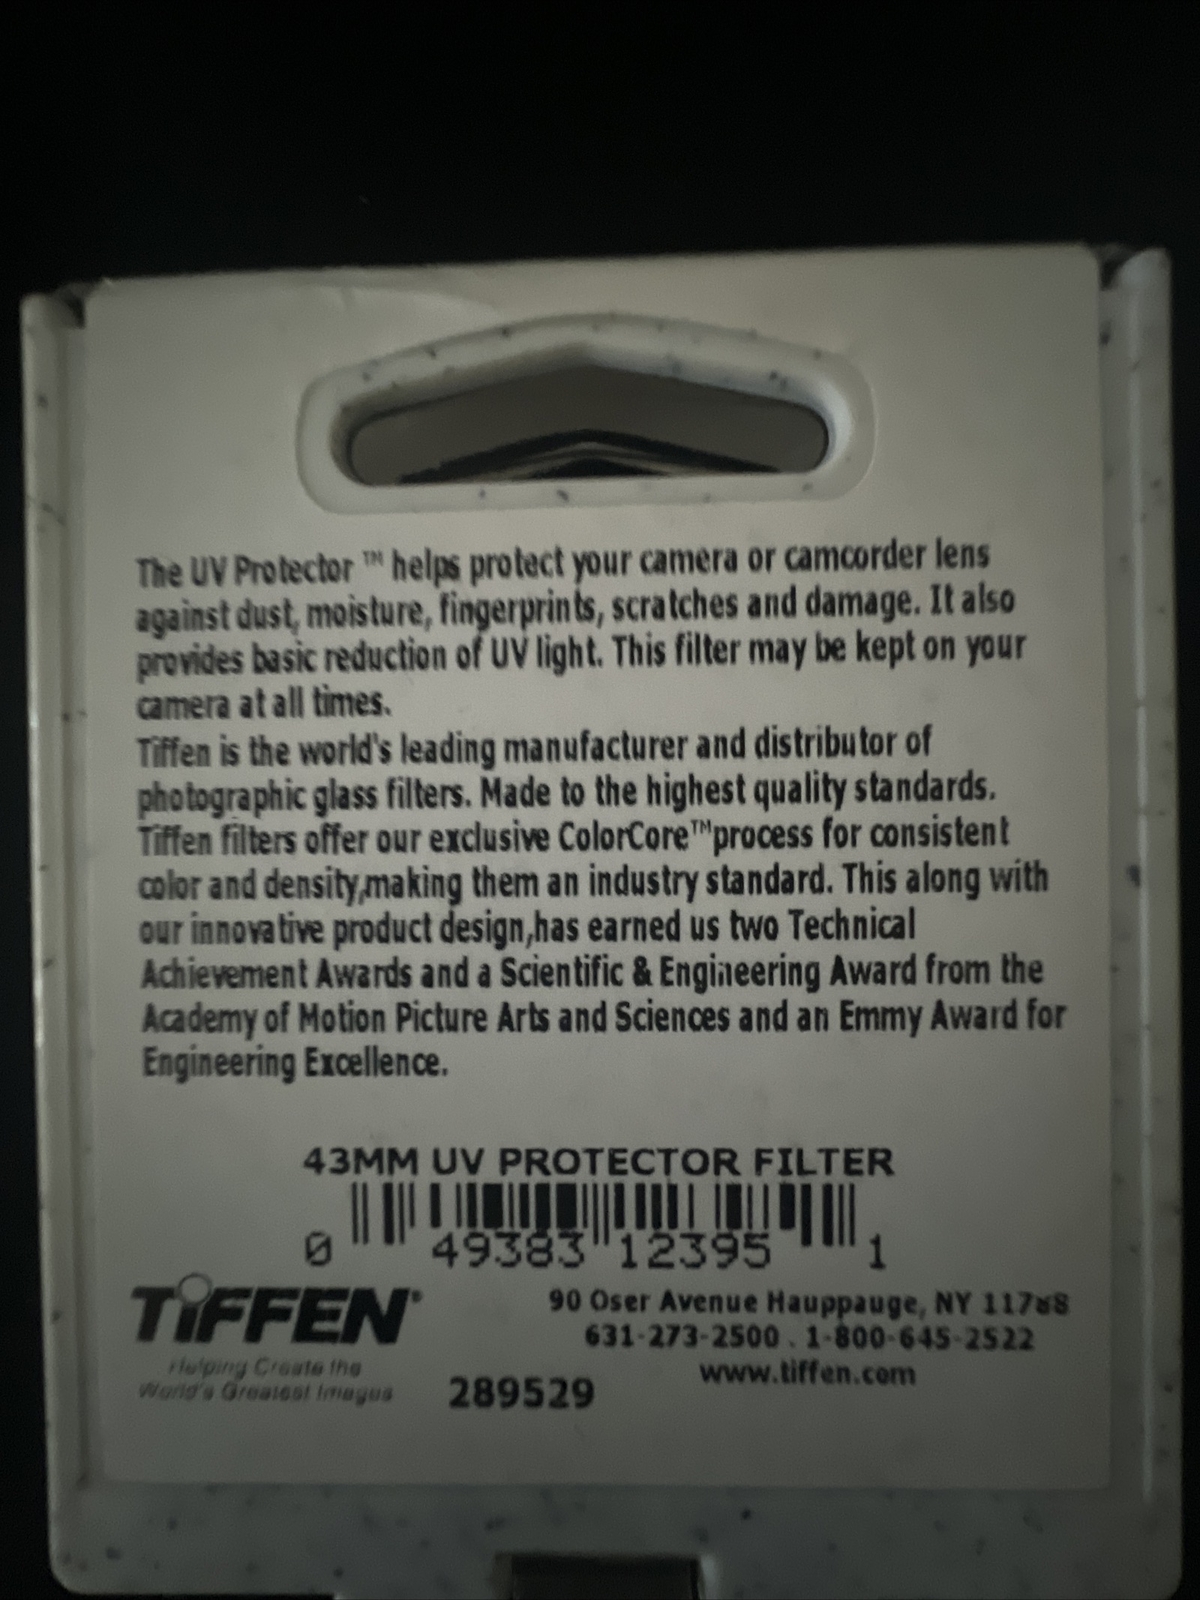 The UV Protector ™ helps protect your camera or camcorder lens
against dust, moisture, fingerprints, scratches and damage. It also
provides basic reduction of UV light. This filter may be kept on your
camera at all times.
Tiffen is the world's leading manufacturer and distributor of
photographic glass filters. Made to the highest quality standards.
Tiffen filters offer our exclusive ColorCore™process for consistent
color and density,making them an industry standard. This along with
our innovative product design,has earned us two Technical
Achievement Awards and a Scientific & Engineering Award from the
Academy of Motion Picture Arts and Sciences and an Emmy Award for
Engineering Excellence.
43MM UV PROTECTOR FILTER
0 49383 12395 1
TIFFEN®
Helping Create the
World's Greatest Images
289529
90 Oser Avenue Hauppauge, NY 11788
631-273-2500 . 1-800-645-2522
www.tiffen.com